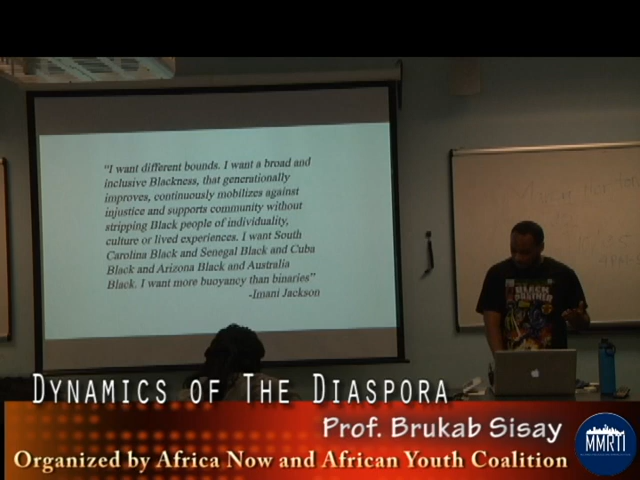 "I want different bounds. I want a broad and
inclusive Blackness, that generationally
improves, continuously mobilizes against
injustice and supports community without
stripping Black people of individuality,
culture or lived experiences. I want South
Carolina Black and Senegal Black and Cuba
Black and Arizona Black and Australia
Black. I want more buoyancy than binaries"
-Imani Jackson
BLACK
PANTHER
DYNAMICS OF THE DIASPORA
Prof. Brukab Sisay
MMRTI
Organized by Africa Now and African Youth Coalition